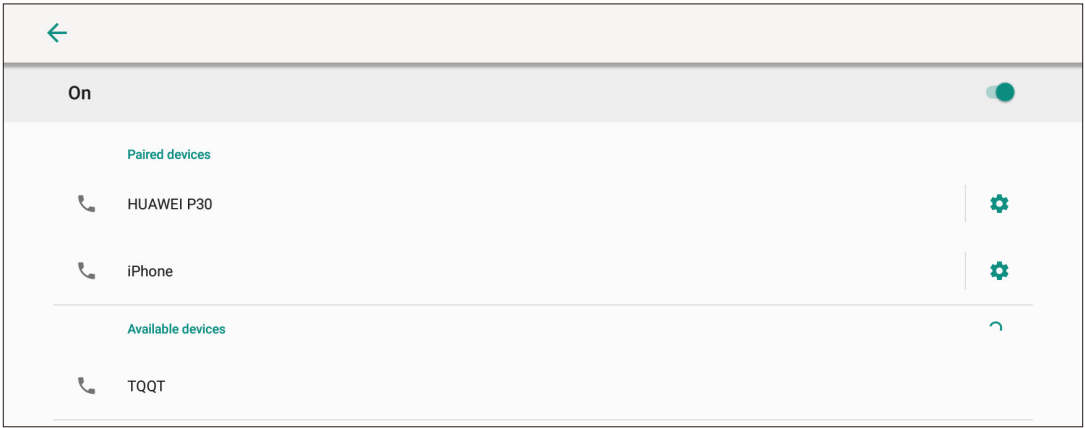 On
Paired devices
HUAWEI P30
iPhone
Available devices
TQQT